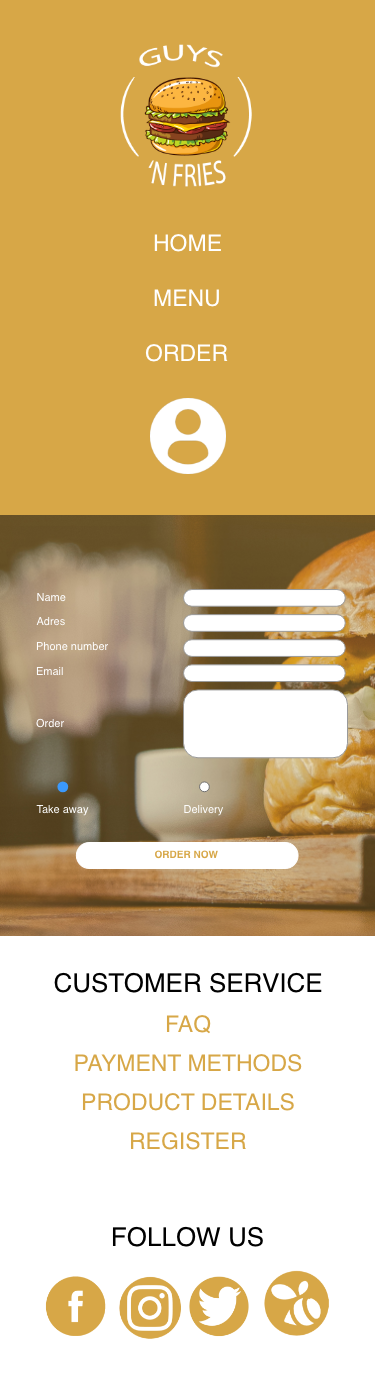 GUYS
'N FRIES
HOME
MENU
ORDER
Name
Adres
Phone number
Email
Order
Take away Delivery
ORDER NOW
CUSTOMER SERVICE
FAQ
PAYMENT METHODS
PRODUCT DETAILS
REGISTER
FOLLOW US